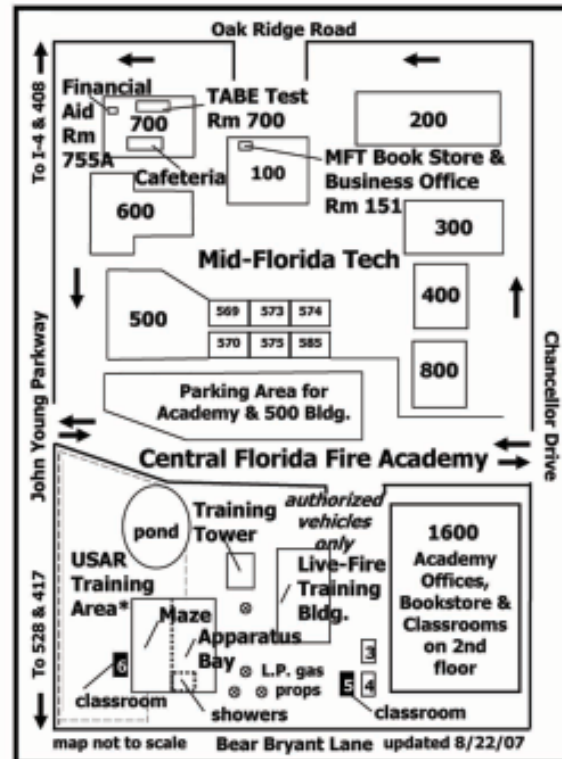 Oak Ridge Road
To I-4 & 408
Financial
Aid
Rm
755A
700
TABE Test
Rm 700
Cafeteria
200
100
MFT Book Store &
Business Office
Rm 151
600
300
Mid-Florida Tech
400
500
569 573 574
570 575 585
800
Parking Area for
Academy & 500 Bldg.
John Young Parkway
Chancellor Drive
Central Florida Fire Academy
authorized
vehicles
only
Training
Tower
pond
Live-Fire
Training
Bldg.
1600
Academy
Offices,
Bookstore &
Classrooms
on 2nd
floor
USAR
Training
Area*
Maze
Apparatus
Bay
6
classroom
showers
L.P. gas
props
3
5
4
classroom
To 528 & 417
map not to scale
Bear Bryant Lane
updated 8/22/07